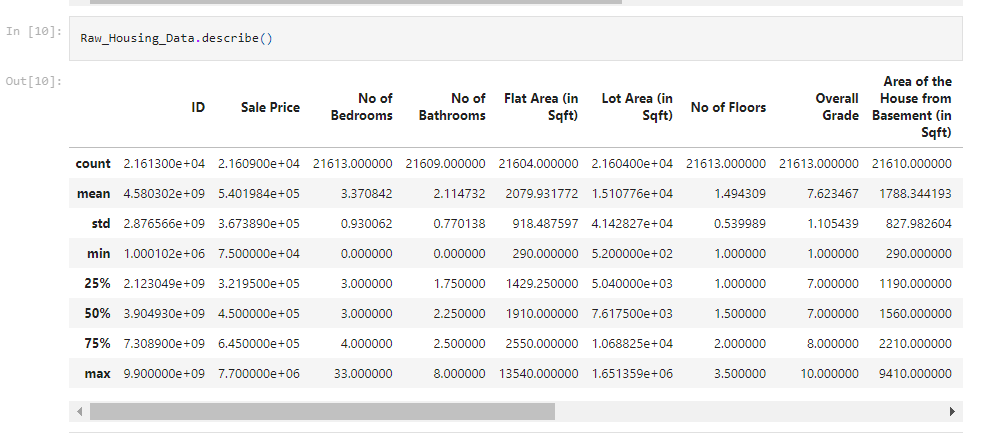 In [10]: Raw_Housing_Data.describe()
Out[10]:
ID Sale Price No of Bedrooms No of Bathrooms Flat Area (in Sqft) Lot Area (in Sqft) No of Floors Overall Grade Area of the House from Basement (in Sqft)
count 2.161300e+04 2.160900e+04 21613.000000 21609.000000 21604.000000 2.160400e+04 21613.000000 21613.000000 21610.000000
mean 4.580302e+09 5.401984e+05 3.370842 2.114732 2079.931772 1.510776e+04 1.494309 7.623467 1788.344193
std 2.876566e+09 3.673890e+05 0.930062 0.770138 918.487597 4.142827e+04 0.539989 1.105439 827.982604
min 1.000102e+06 7.500000e+04 0.000000 0.000000 290.000000 5.200000e+02 1.000000 1.000000 290.000000
25% 2.123049e+09 3.219500e+05 3.000000 1.750000 1429.250000 5.040000e+03 1.000000 7.000000 1190.000000
50% 3.904930e+09 4.500000e+05 3.000000 2.250000 1910.000000 7.617500e+03 1.500000 7.000000 1560.000000
75% 7.308900e+09 6.450000e+05 4.000000 2.500000 2550.000000 1.068825e+04 2.000000 8.000000 2210.000000
max 9.900000e+09 7.700000e+06 33.000000 8.000000 13540.000000 1.651359e+06 3.500000 10.000000 9410.000000